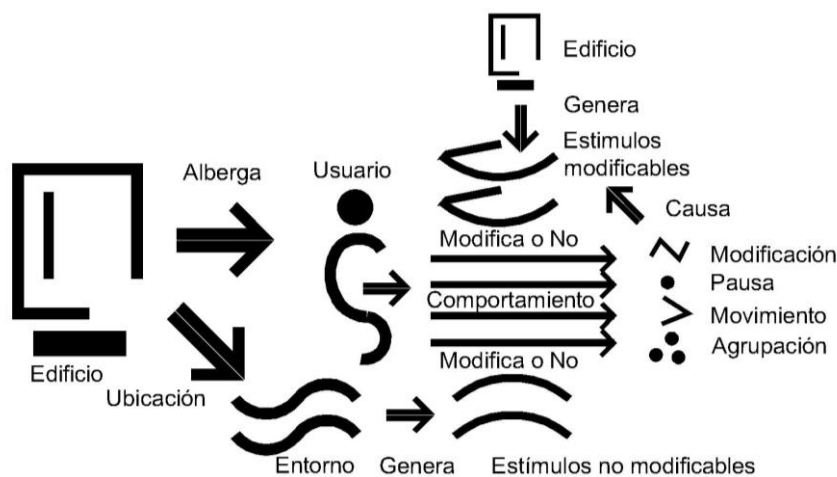 Edificio
Genera
Estimulos
modificables
Alberga
Usuario
Causa
Modifica o No
Modificación
Pausa
Comportamiento
Movimiento
Agrupación
Modifica o No
Edificio
Ubicación
Entorno
Genera
Estímulos no modificables